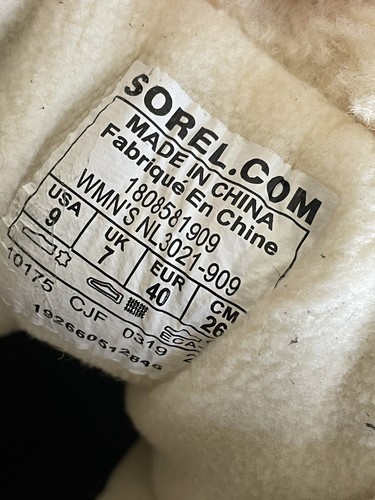 SOREL.COM
MADE IN CHINA
Fabriqué En Chine
1808581909
WMN'S NL3021-909
USA UK EUR CM
9 7 40 26
10175 CJF 0319
192660512846